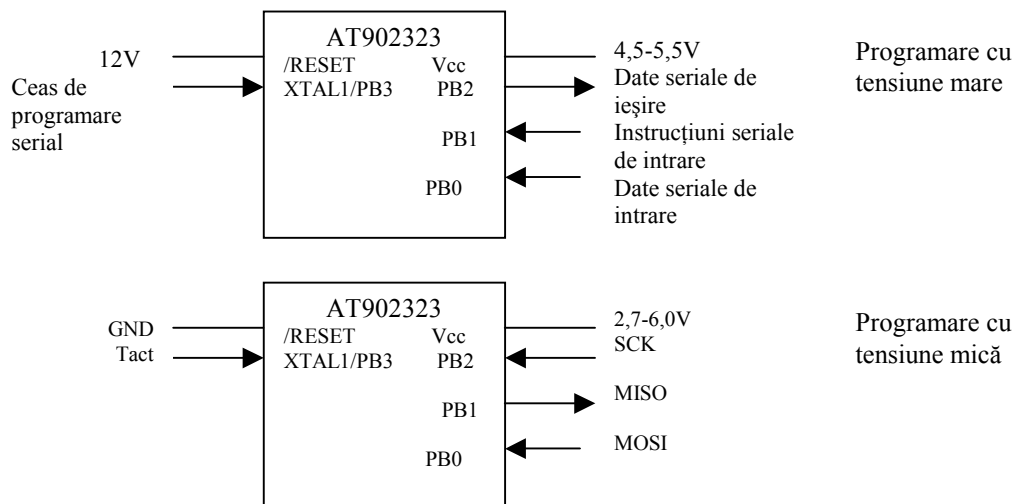 AT902323
12V
/RESET
Vcc
4,5-5,5V
Programare cu
tensiune mare
Ceas de
programare
serial
XTAL1/PB3
PB2
Date seriale de
ieşire
PB1
Instrucțiuni seriale
de intrare
PB0
Date seriale de
intrare
AT902323
GND
/RESET
Vcc
2,7-6,0V
Programare cu
tensiune mică
Tact
XTAL1/PB3
PB2
SCK
PB1
MISO
PB0
MOSI